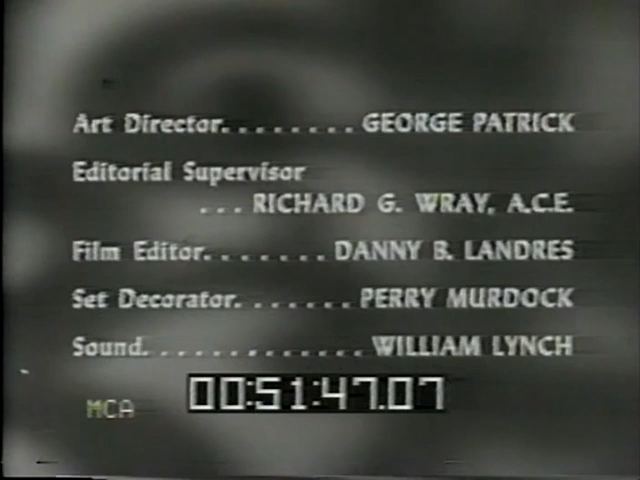 Art Director........GEORGE PATRICK
Editorial Supervisor
...RICHARD G. WRAY, A.C.E.
Film Editor.......DANNY B. LANDRES
Set Decorator.......PERRY MURDOCK
Sound.............WILLIAM LYNCH
MCA 00:51:47.07